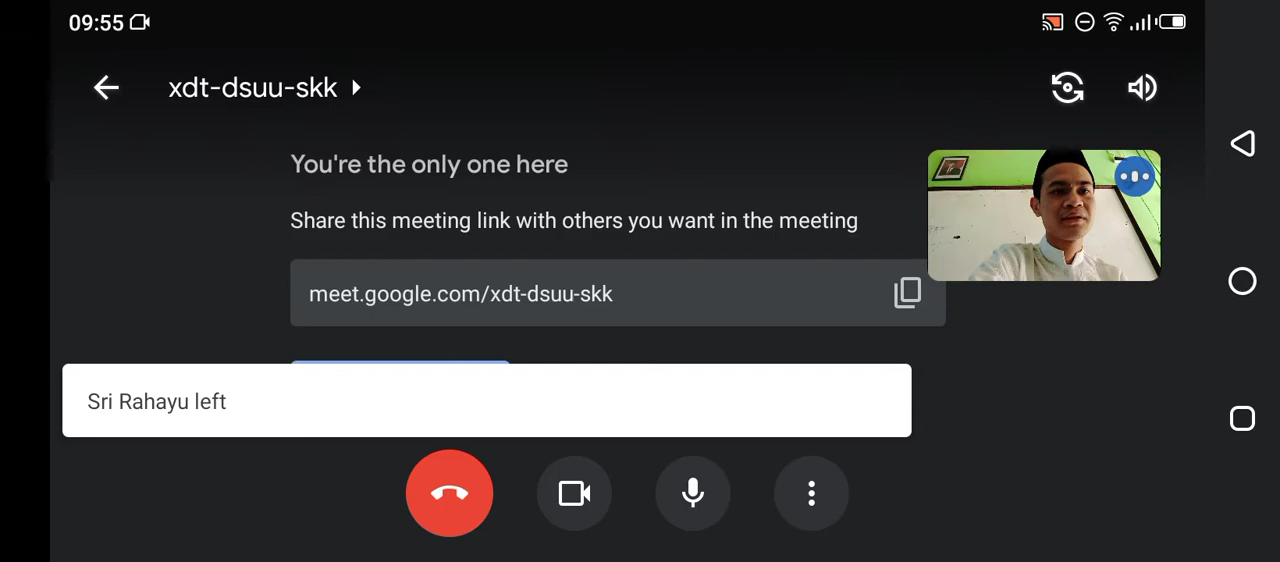 09:55
xdt-dsuu-skk
You're the only one here
Share this meeting link with others you want in the meeting
meet.google.com/xdt-dsuu-skk
Sri Rahayu left